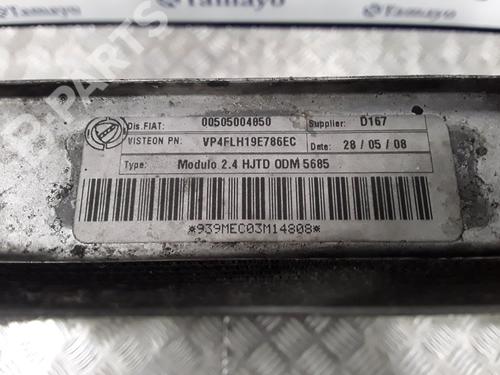 Tamayo
Tamayo
B-PARTS
Dis.FIAT: 00505004050 Supplier: D167
VISTEON PN: VP4FLH19E786EC Date: 28 / 05 / 08
Type: Modulo 2.4 HJTD ODM 5685
*939MEC03M14808*